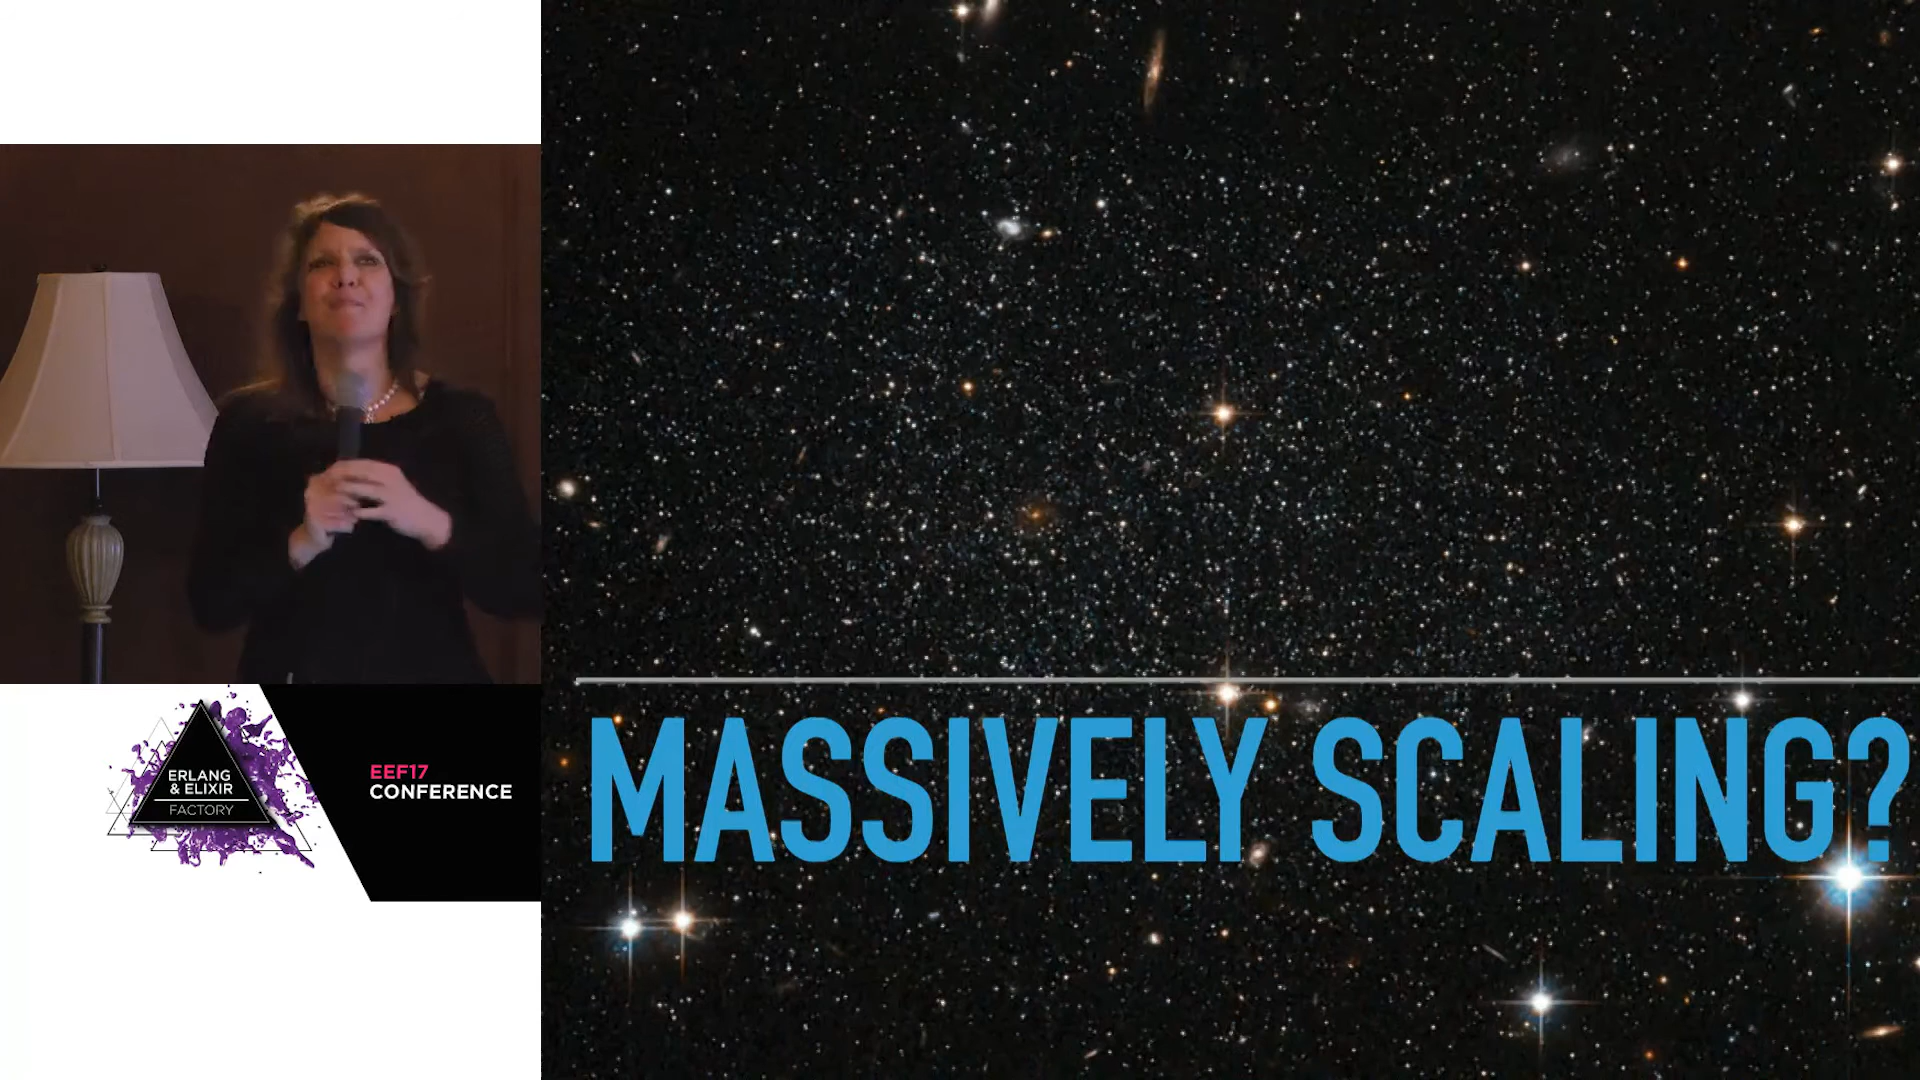 ERLANG
& ELIXIR
FACTORY
EEF17
CONFERENCE
MASSIVELY SCALING?